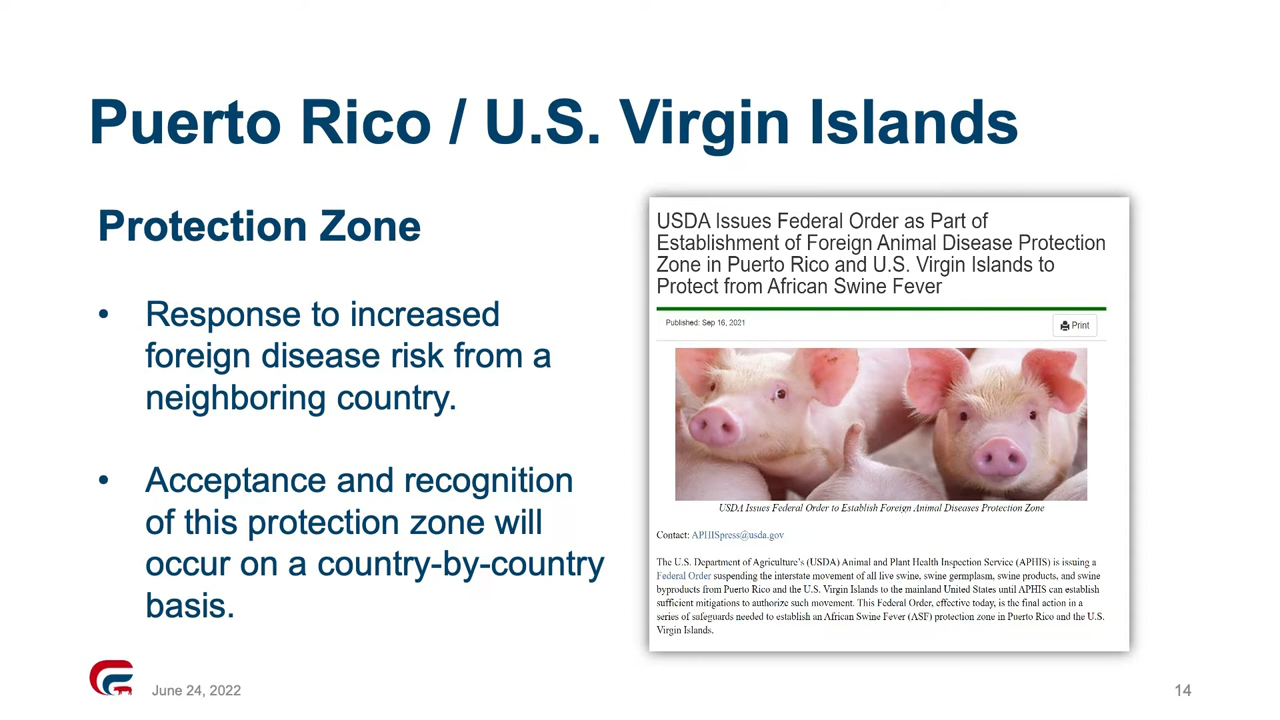 Puerto Rico / U.S. Virgin Islands
Protection Zone
• Response to increased
foreign disease risk from a
neighboring country.
• Acceptance and recognition
of this protection zone will
occur on a country-by-country
basis.
USDA Issues Federal Order as Part of
Establishment of Foreign Animal Disease Protection
Zone in Puerto Rico and U.S. Virgin Islands to
Protect from African Swine Fever
Published: Sep 16, 2021
Print
USDA Issues Federal Order to Establish Foreign Animal Diseases Protection Zone
Contact: APHISpress@usda.gov
The U.S. Department of Agriculture's (USDA) Animal and Plant Health Inspection Service (APHIS) is issuing a
Federal Order suspending the interstate movement of all live swine, swine germplasm, swine products, and swine
byproducts from Puerto Rico and the U.S. Virgin Islands to the mainland United States until APHIS can establish
sufficient mitigations to authorize such movement. This Federal Order, effective today, is the final action in a
series of safeguards needed to establish an African Swine Fever (ASF) protection zone in Puerto Rico and the U.S.
Virgin Islands.
June 24, 2022
14